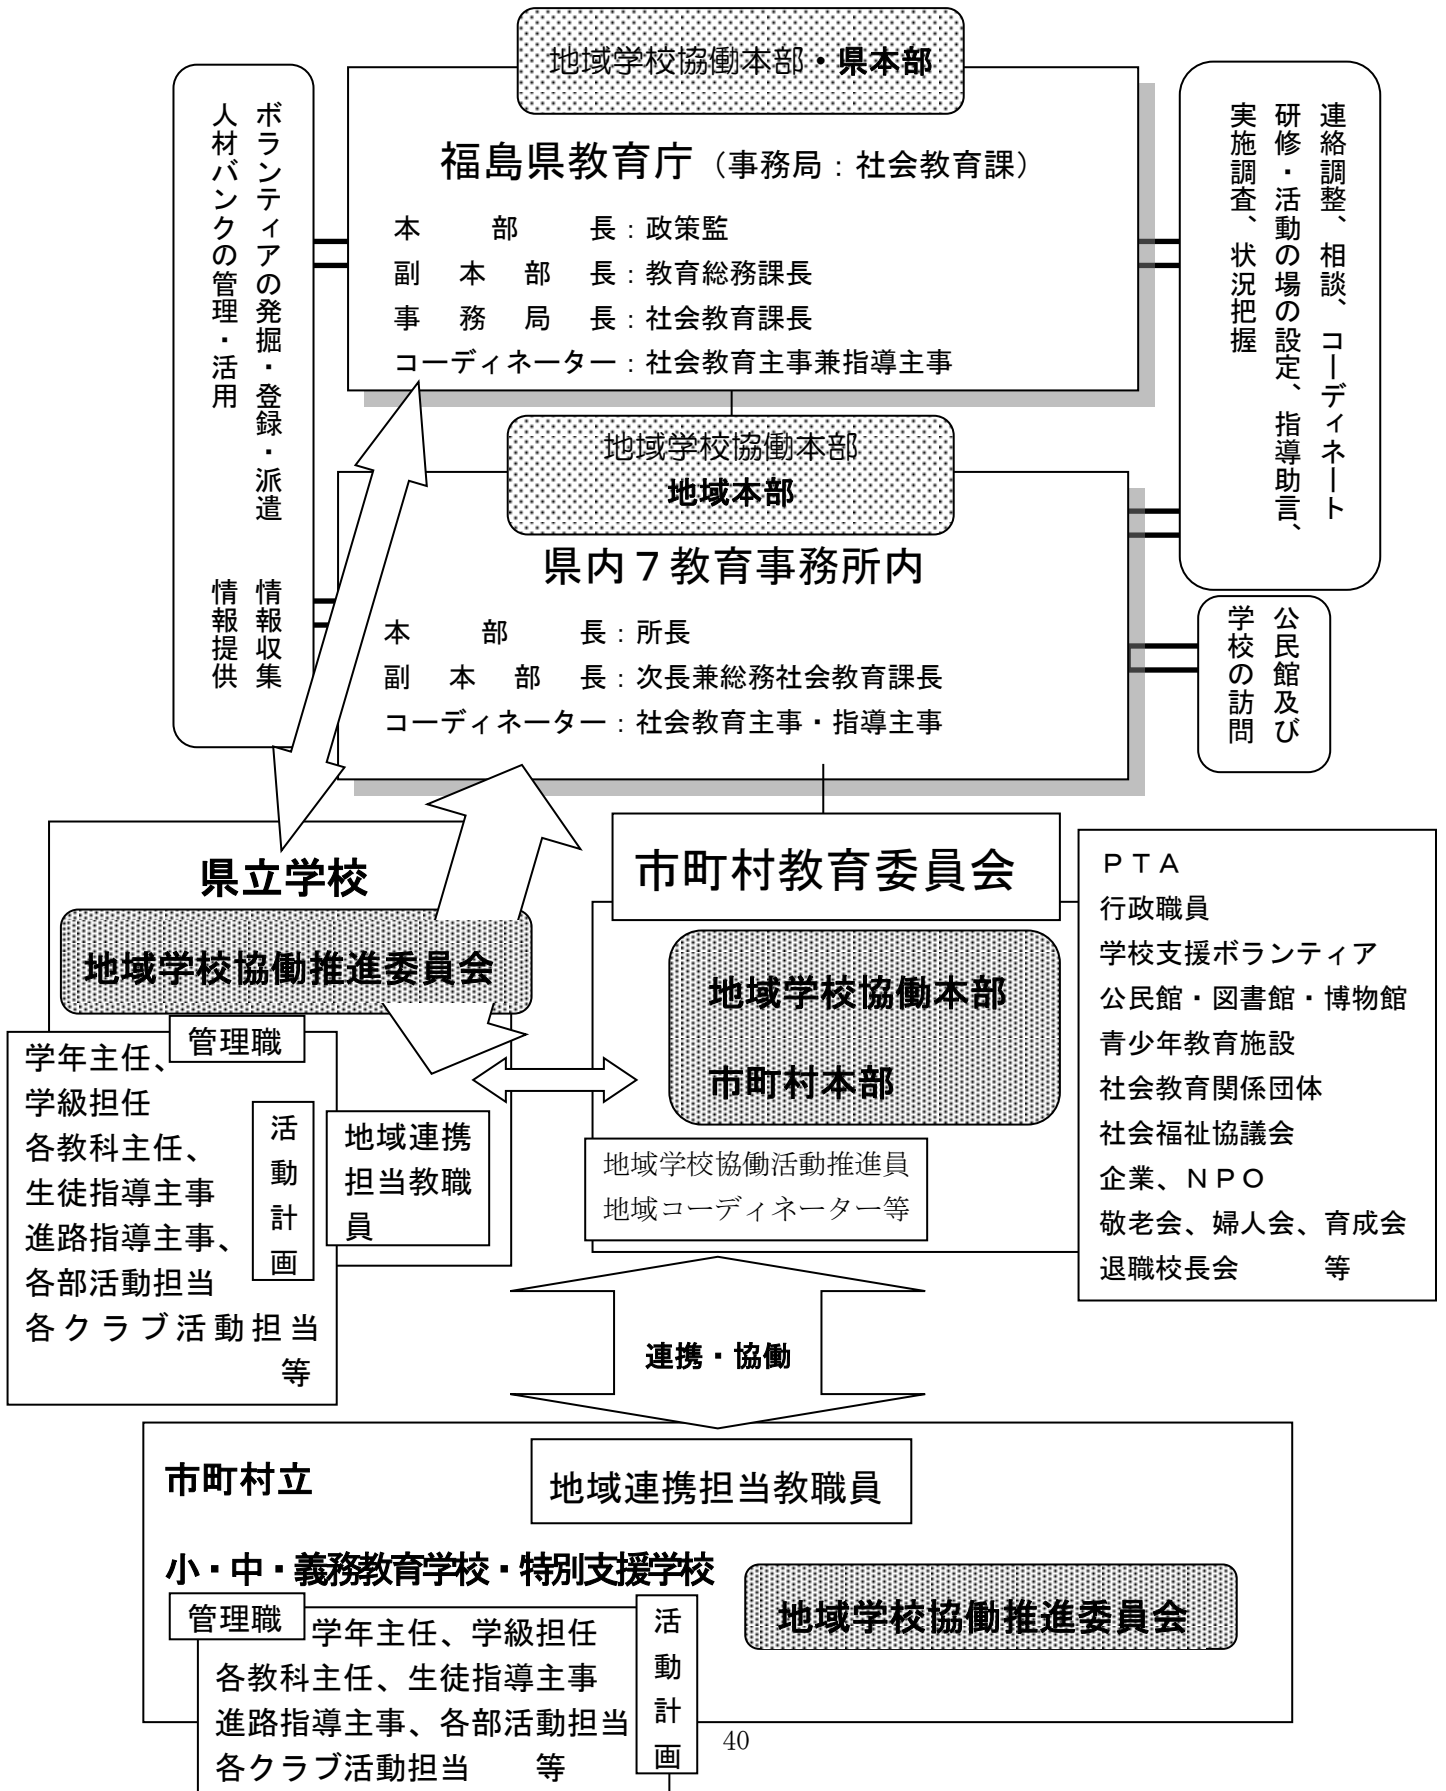 地域学校協働本部・県本部
福島県教育庁（事務局：社会教育課）
本部長：政策監
副本部長：教育総務課長
事務局長：社会教育課長
コーディネーター：社会教育主事兼指導主事
ボランティアの発掘・登録・派遣　情報収集
人材バンクの管理・活用　情報提供
連絡調整、相談、コーディネート
研修・活動の場の設定、指導助言、
実施調査、状況把握
地域学校協働本部
地域本部
県内７教育事務所内
本部長：所長
副本部長：次長兼総務社会教育課長
コーディネーター：社会教育主事・指導主事
公民館及び
学校の訪問
県立学校
地域学校協働推進委員会
管理職
学年主任、
学級担任
各教科主任、
生徒指導主事
進路指導主事、
各部活動担当
各クラブ活動担当
等
活動計画
地域連携
担当教職
員
市町村教育委員会
地域学校協働本部
市町村本部
地域学校協働活動推進員
地域コーディネーター等
ＰＴＡ
行政職員
学校支援ボランティア
公民館・図書館・博物館
青少年教育施設
社会教育関係団体
社会福祉協議会
企業、ＮＰＯ
敬老会、婦人会、育成会
退職校長会　等
連携・協働
市町村立
地域連携担当教職員
小・中・義務教育学校・特別支援学校
地域学校協働推進委員会
管理職
学年主任、学級担任
各教科主任、生徒指導主事
進路指導主事、各部活動担当
各クラブ活動担当　等
活動計画
40